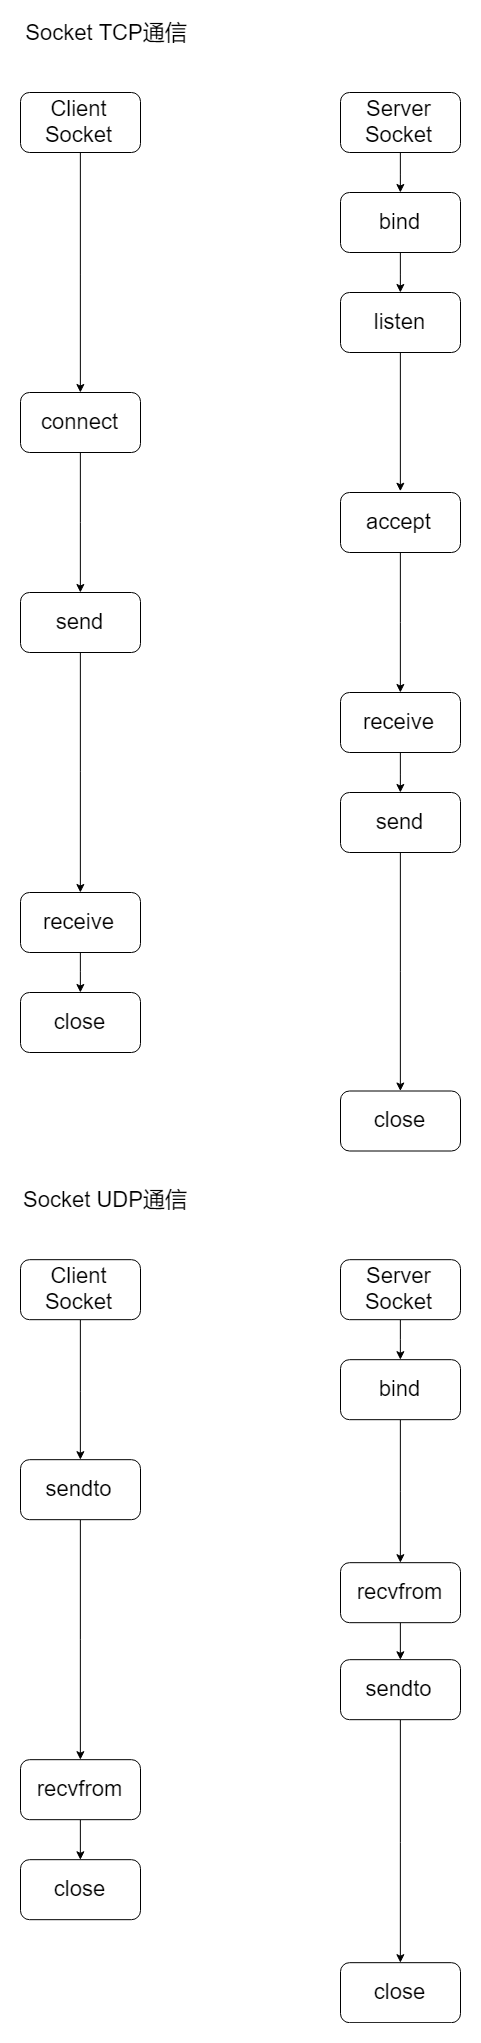 Socket TCP通信
Client
Socket
Server
Socket
bind
listen
connect
accept
send
receive
send
receive
close
close
Socket UDP通信
Client
Socket
Server
Socket
bind
sendto
recvfrom
sendto
recvfrom
close
close